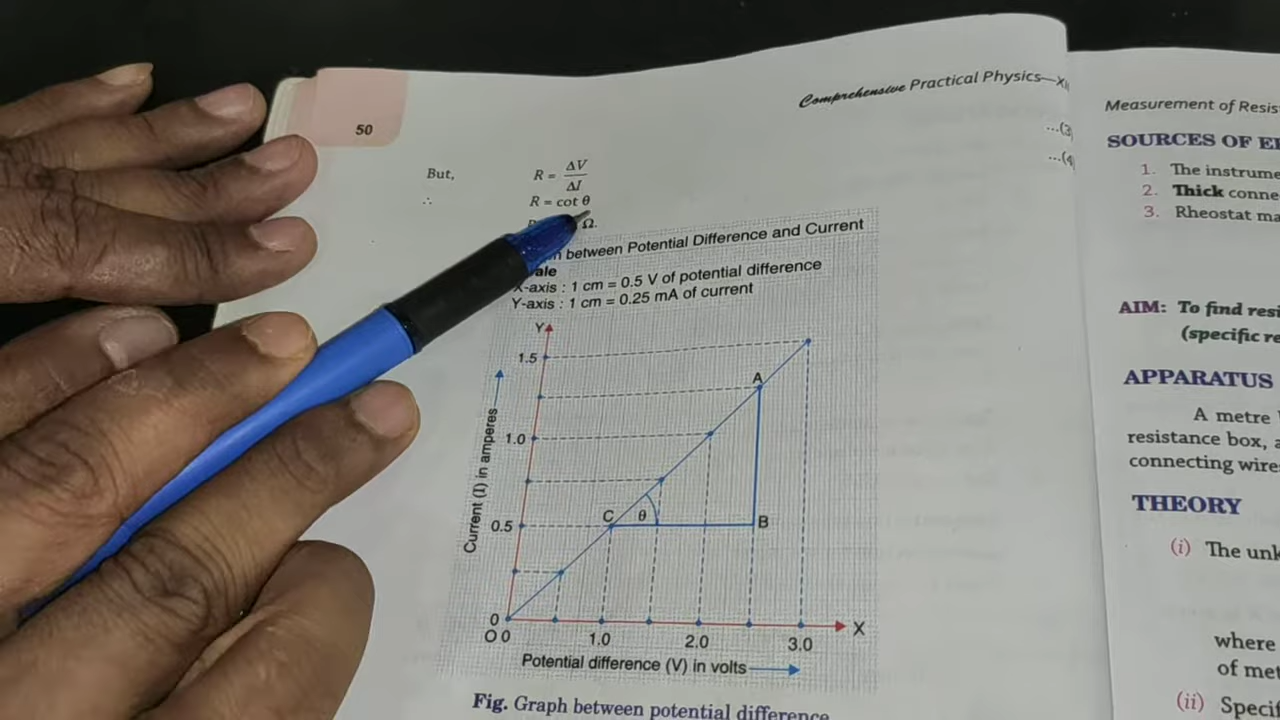 50
Comprehensive Practical Physics—XII
But,
R = ΔV / ΔI
...(3)
∴ R = cot θ
...(4)
Ω.
between Potential Difference and Current
X-axis : 1 cm = 0.5 V of potential difference
Y-axis : 1 cm = 0.25 mA of current
Y
1.5
1.0
0.5
0
O 0
1.0
2.0
3.0
X
A
B
C
θ
Current (I) in amperes
Potential difference (V) in volts
Fig. Graph between potential difference
Measurement of Resis
SOURCES OF E
1. The instrume
2. Thick conne
3. Rheostat ma
AIM: To find resi
(specific re
APPARATUS
A metre
resistance box, a
connecting wire
THEORY
(i) The unk
where
of met
(ii) Specif